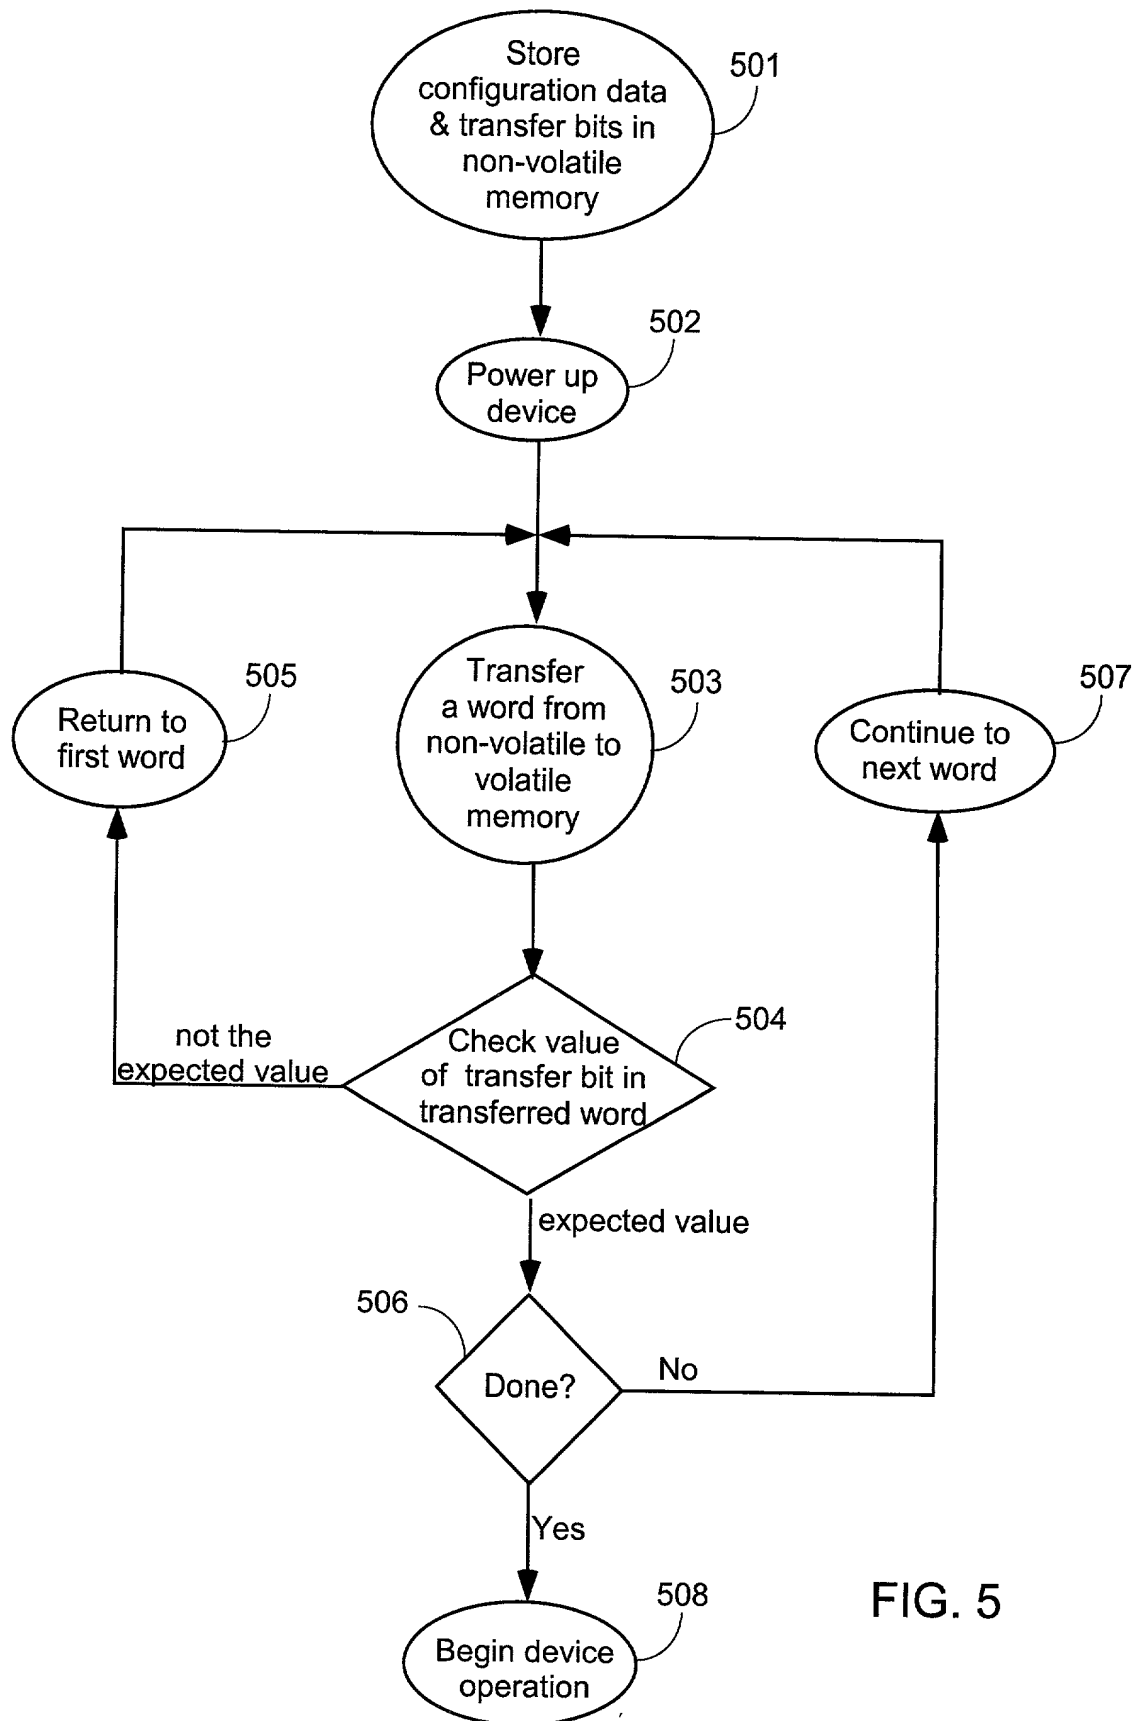 Store
configuration data
& transfer bits in
non-volatile
memory
501
502
Power up
device
Return to
first word
505
Transfer
a word from
non-volatile to
volatile
memory
503
507
Continue to
next word
not the
expected value
Check value
of transfer bit in
transferred word
504
expected value
506
Done?
No
Yes
508
Begin device
operation
FIG. 5